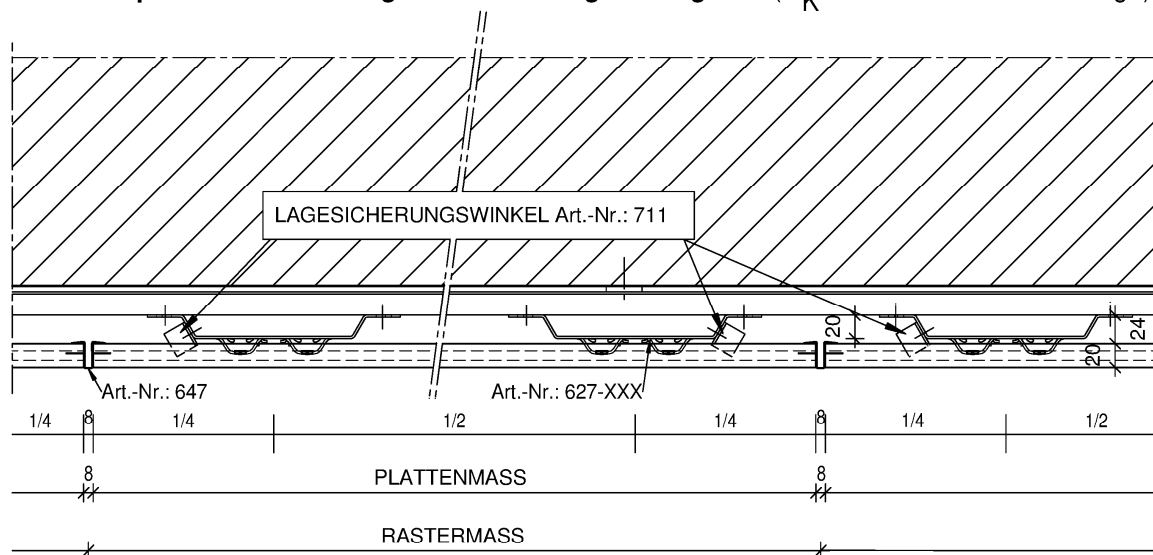 K
LAGESICHERUNGSWINKEL Art.-Nr.: 711
20
24
20
Art.-Nr.: 647
Art.-Nr.: 627-XXX
1/4 8 1/4 1/2 1/4 8 1/4 1/2
8 PLATTENMASS 8
RASTERMASS